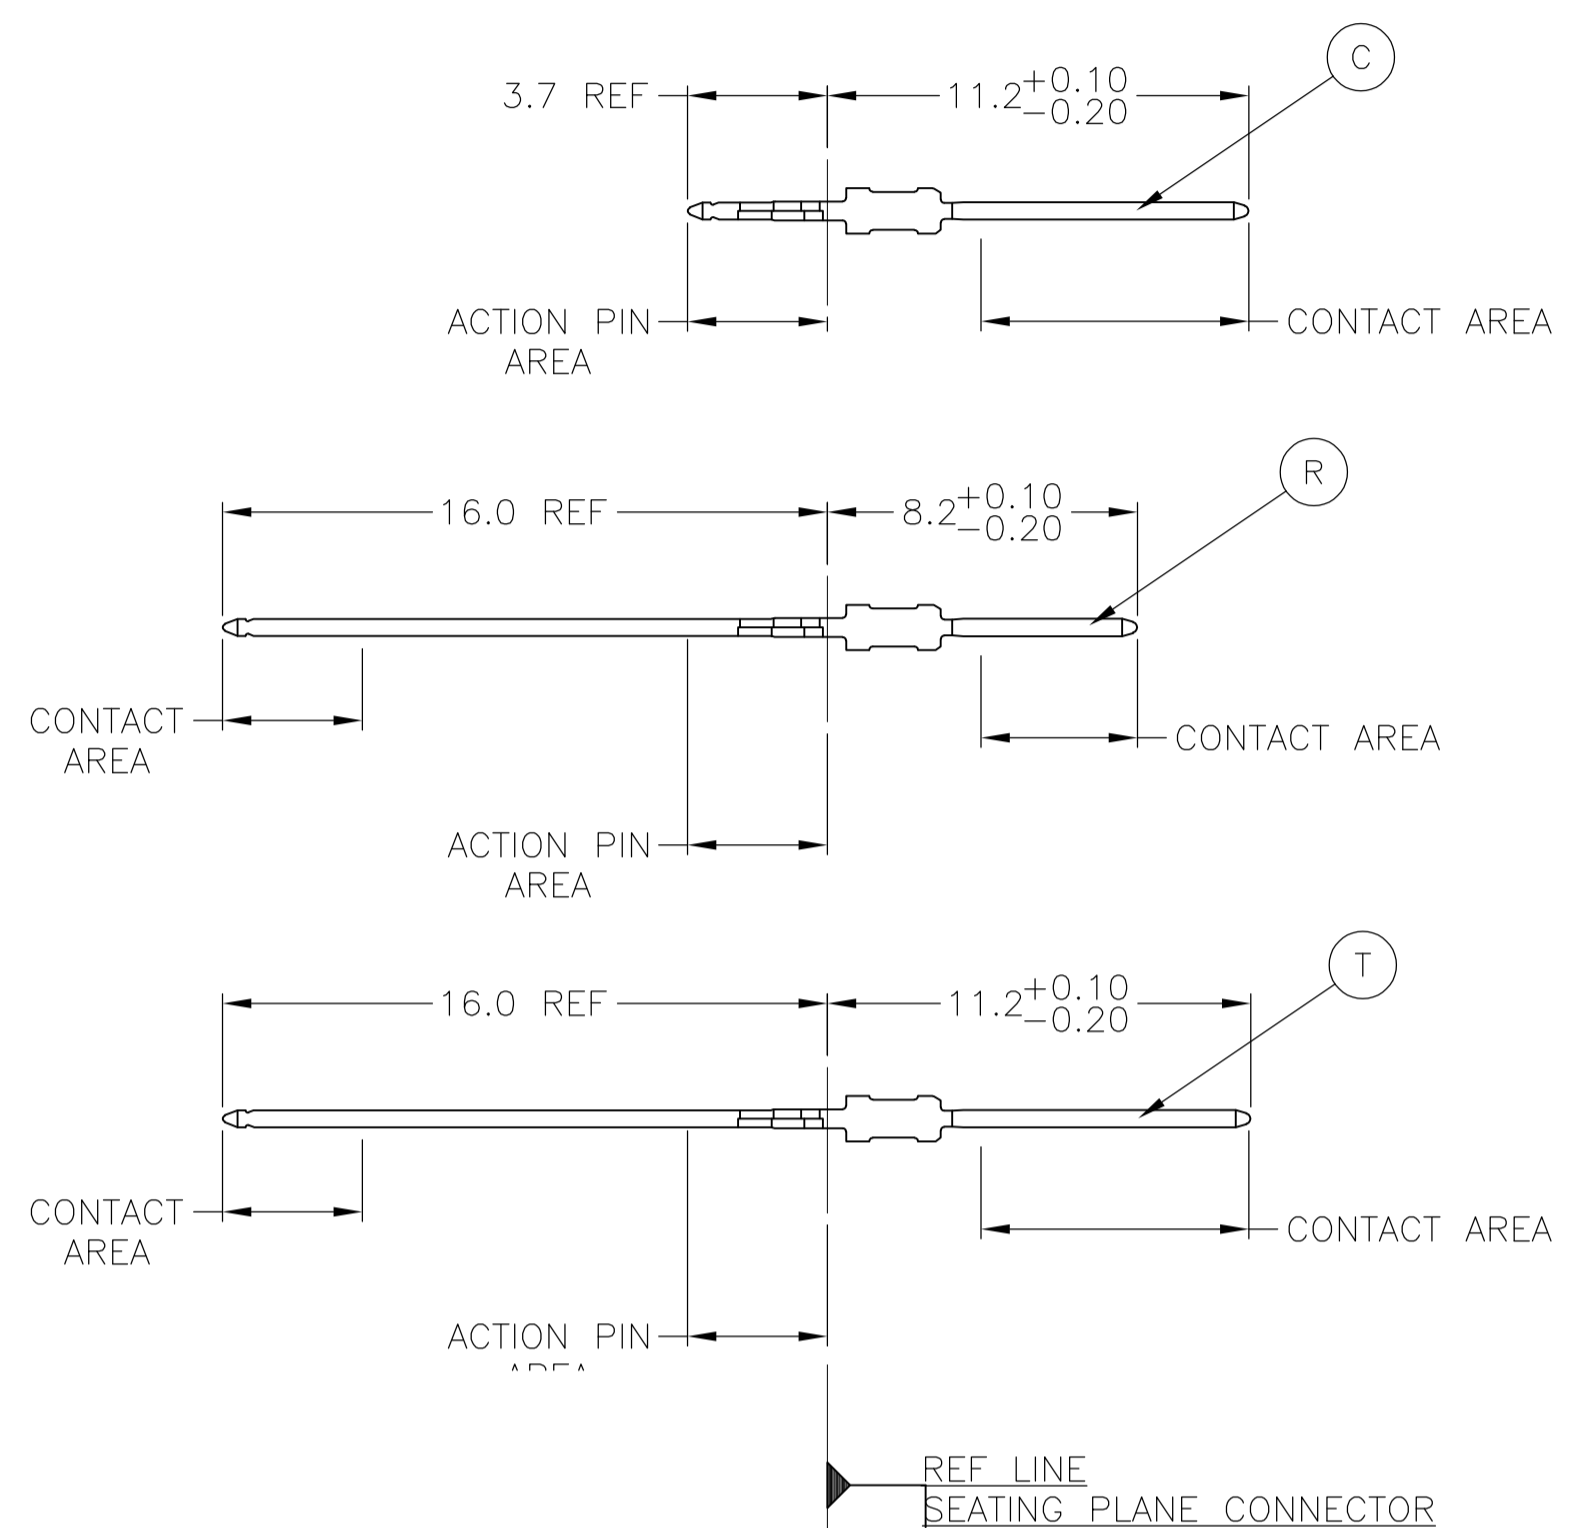 C
3.7 REF
11.2 +0.10
-0.20
ACTION PIN
AREA
CONTACT AREA
R
16.0 REF
8.2 +0.10
-0.20
CONTACT
AREA
CONTACT AREA
ACTION PIN
AREA
T
16.0 REF
11.2 +0.10
-0.20
CONTACT
AREA
CONTACT AREA
ACTION PIN
REF LINE
SEATING PLANE CONNECTOR